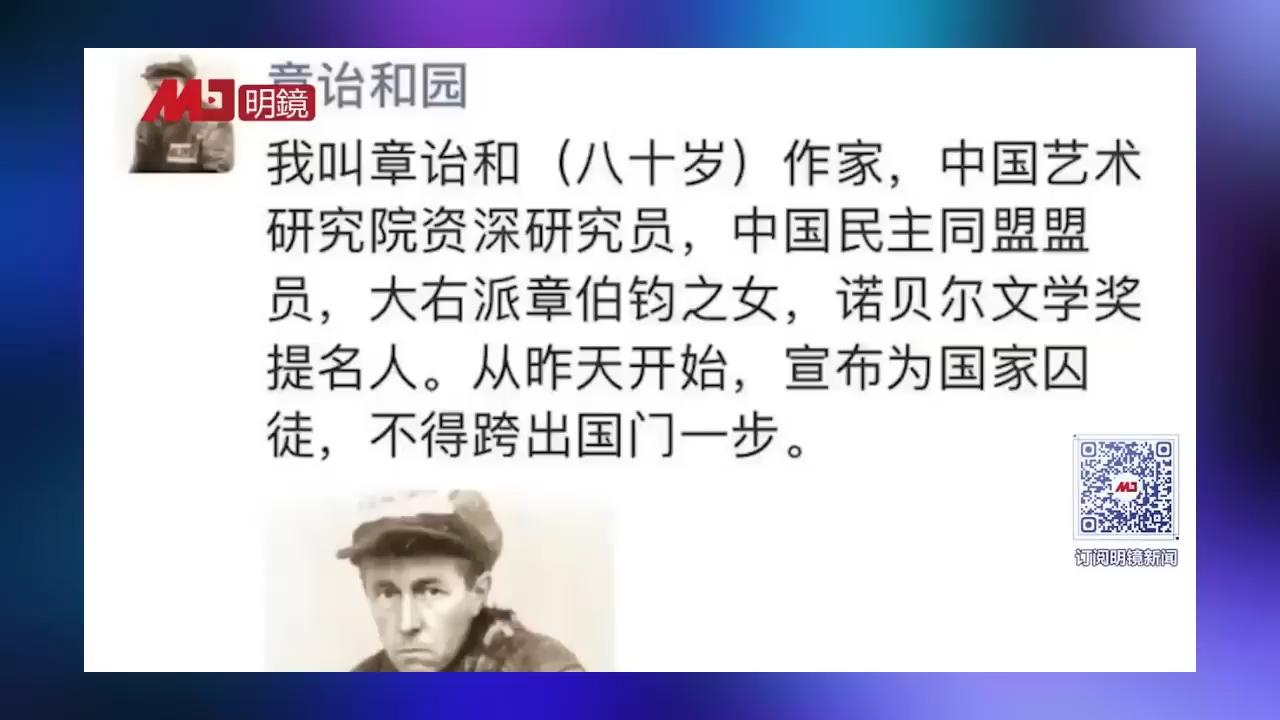 章诒和园
明鏡
我叫章诒和（八十岁）作家，中国艺术
研究院资深研究员，中国民主同盟盟
员，大右派章伯钧之女，诺贝尔文学奖
提名人。从昨天开始，宣布为国家囚
徒，不得跨出国门一步。
订阅明镜新闻